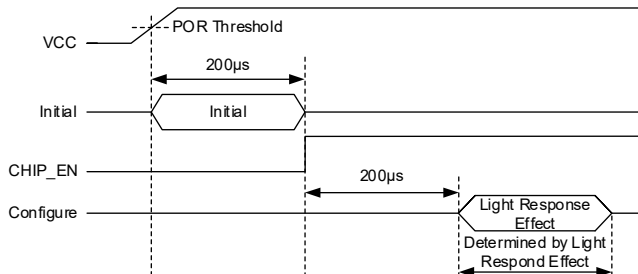 POR Threshold
VCC
200µs
Initial
Initial
CHIP_EN
200µs
Configure
Light Response
Effect
Determined by Light
Respond Effect